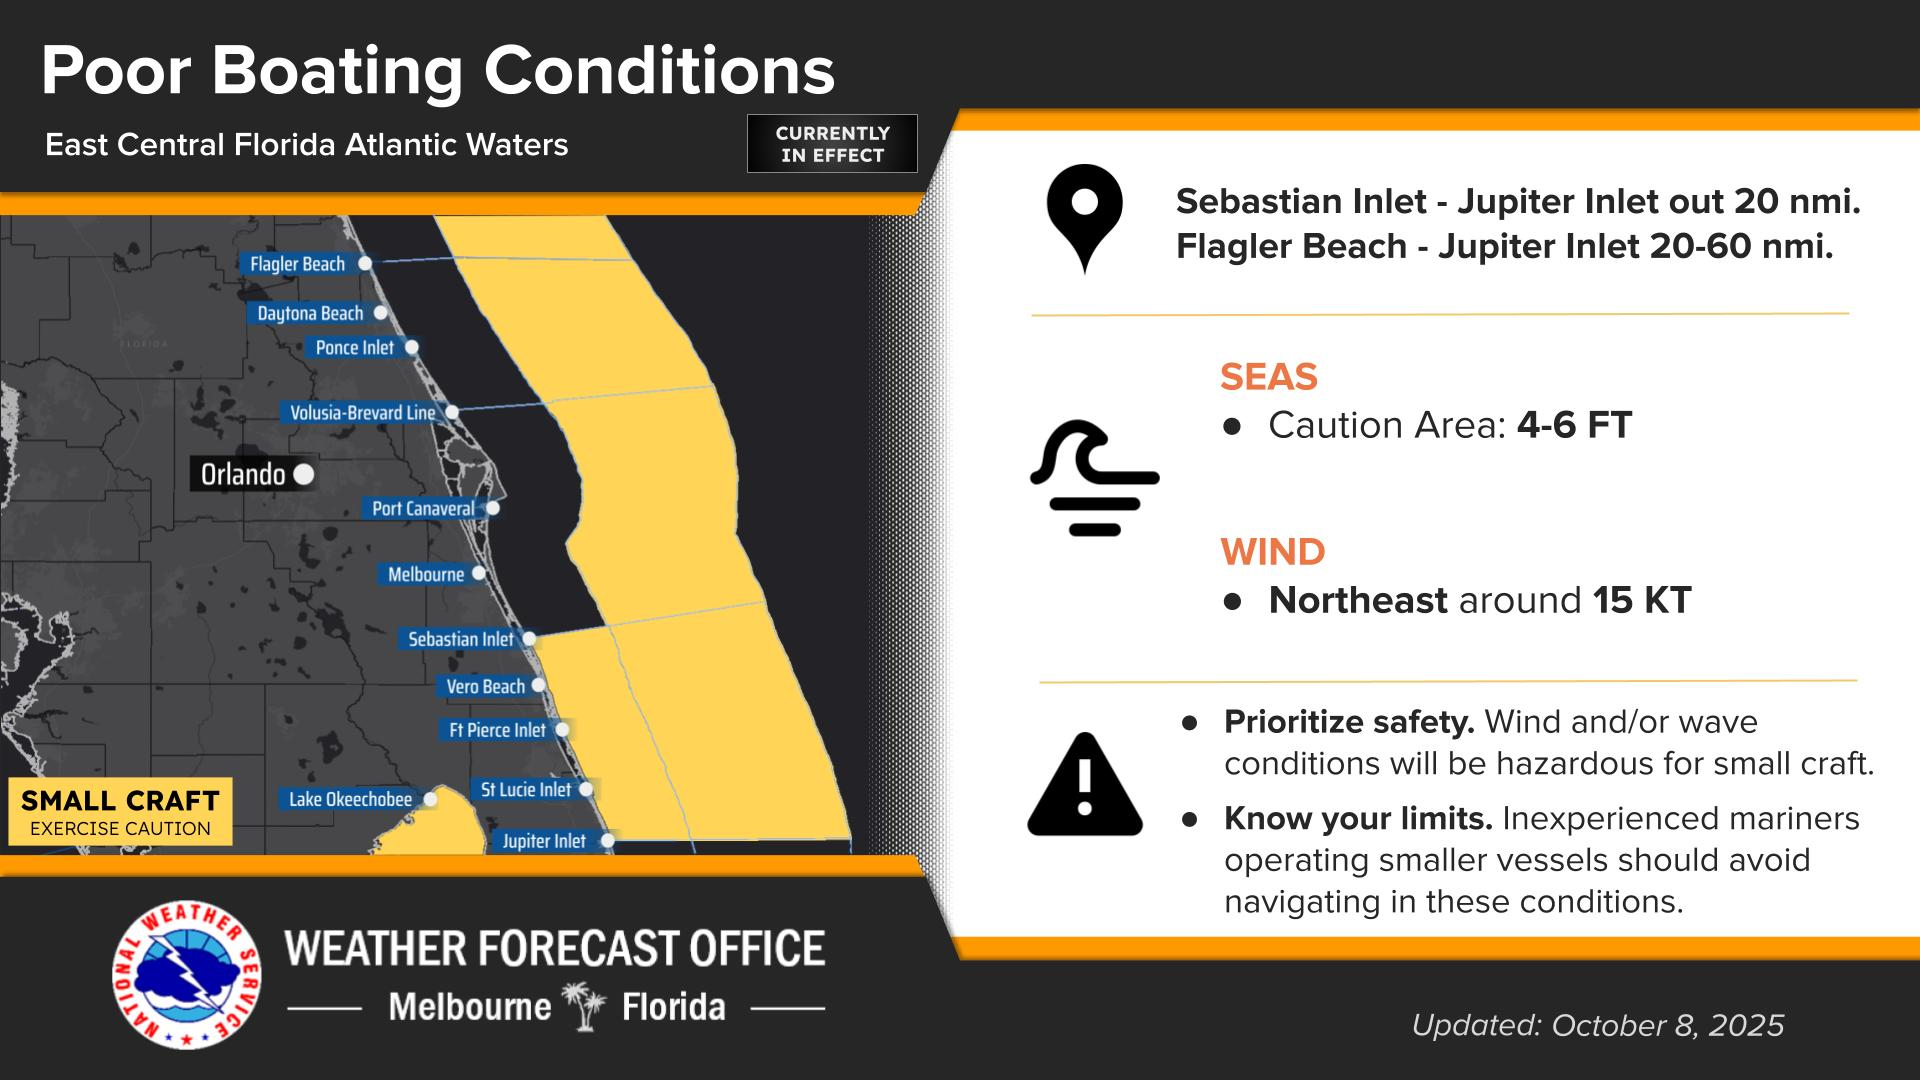 Poor Boating Conditions
East Central Florida Atlantic Waters
CURRENTLY
IN EFFECT
Flagler Beach
Daytona Beach
FLORIDA
Ponce Inlet
Volusia-Brevard Line
Orlando
Port Canaveral
Melbourne
Sebastian Inlet
Vero Beach
Ft Pierce Inlet
St Lucie Inlet
Lake Okeechobee
Jupiter Inlet
SMALL CRAFT
EXERCISE CAUTION
Sebastian Inlet - Jupiter Inlet out 20 nmi.
Flagler Beach - Jupiter Inlet 20-60 nmi.
SEAS
● Caution Area: 4-6 FT
WIND
● Northeast around 15 KT
● Prioritize safety. Wind and/or wave
conditions will be hazardous for small craft.
● Know your limits. Inexperienced mariners
operating smaller vessels should avoid
navigating in these conditions.
NATIONAL WEATHER SERVICE
WEATHER FORECAST OFFICE
Melbourne Florida
Updated: October 8, 2025